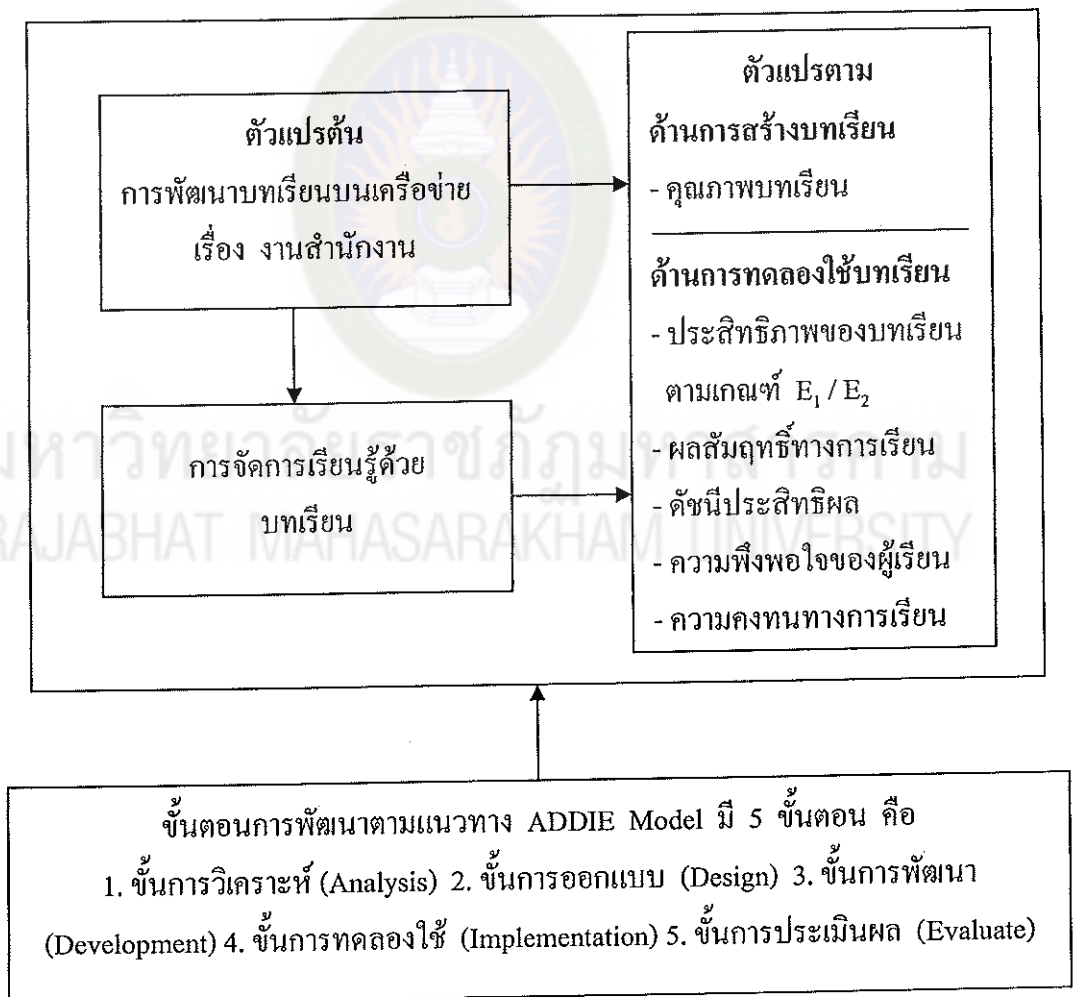 ตัวแปรต้น
การพัฒนาบทเรียนบนเครือข่าย
เรื่อง งานสำนักงาน
การจัดการเรียนรู้ด้วย
บทเรียน
ตัวแปรตาม
ด้านการสร้างบทเรียน
- คุณภาพบทเรียน
ด้านการทดลองใช้บทเรียน
- ประสิทธิภาพของบทเรียน
ตามเกณฑ์ E₁ / E₂
- ผลสัมฤทธิ์ทางการเรียน
- ดัชนีประสิทธิผล
- ความพึงพอใจของผู้เรียน
- ความคงทนทางการเรียน
มหาวิทยาลัยราชภัฏมหาสารคาม
RAJABHAT MAHASARAKHAM UNIVERSITY
ขั้นตอนการพัฒนาตามแนวทาง ADDIE Model มี 5 ขั้นตอน คือ
1. ขั้นการวิเคราะห์ (Analysis) 2. ขั้นการออกแบบ (Design) 3. ขั้นการพัฒนา
(Development) 4. ขั้นการทดลองใช้ (Implementation) 5. ขั้นการประเมินผล (Evaluate)